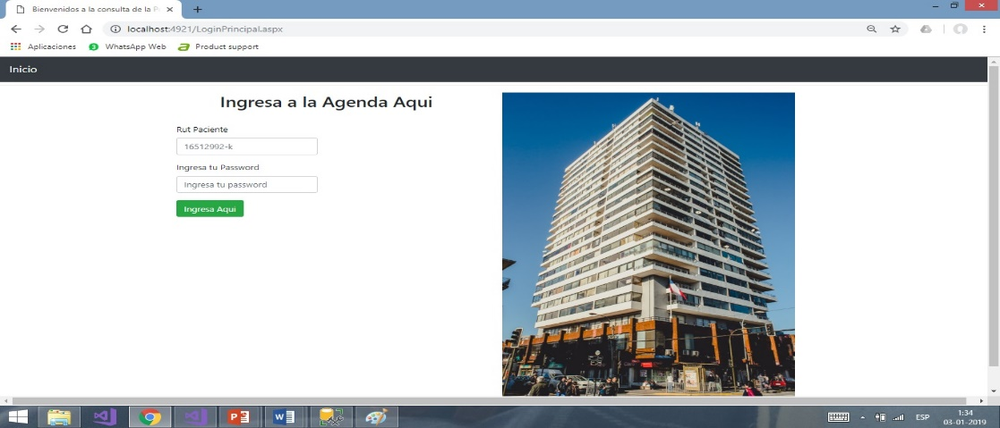 Bienvenidos a la consulta de la P
localhost:4921/LoginPrincipal.aspx
Aplicaciones
3 WhatsApp Web
Product support
Inicio
Ingresa a la Agenda Aqui
Rut Paciente
16512992-k
Ingresa tu Password
Ingresa tu password
Ingresa Aqui
ESP
1:34
03-01-2019